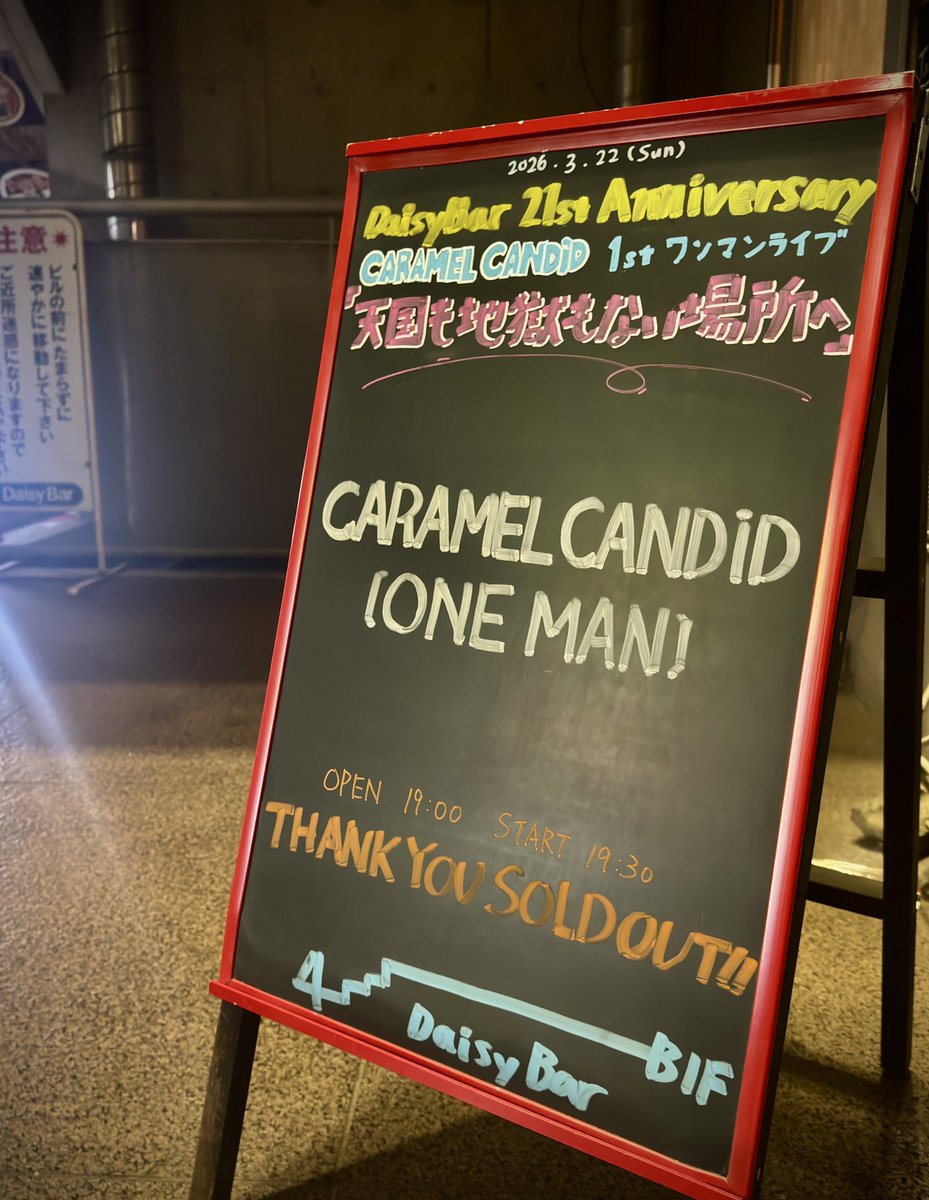 2026.3.22(Sun)
DaisyBar 21st Anniversary
CARAMEL CANDiD 1st ワンマンライブ
「天国も地獄もない場所へ」
CARAMEL CANDiD
[ONE MAN]
OPEN 19:00 START 19:30
THANK YOU SOLD OUT!!
Daisy Bar
B1F
注意
ビルの前にたまらずに
速やかに移動して下さい
ご近所迷惑になりますので
DaisyBar